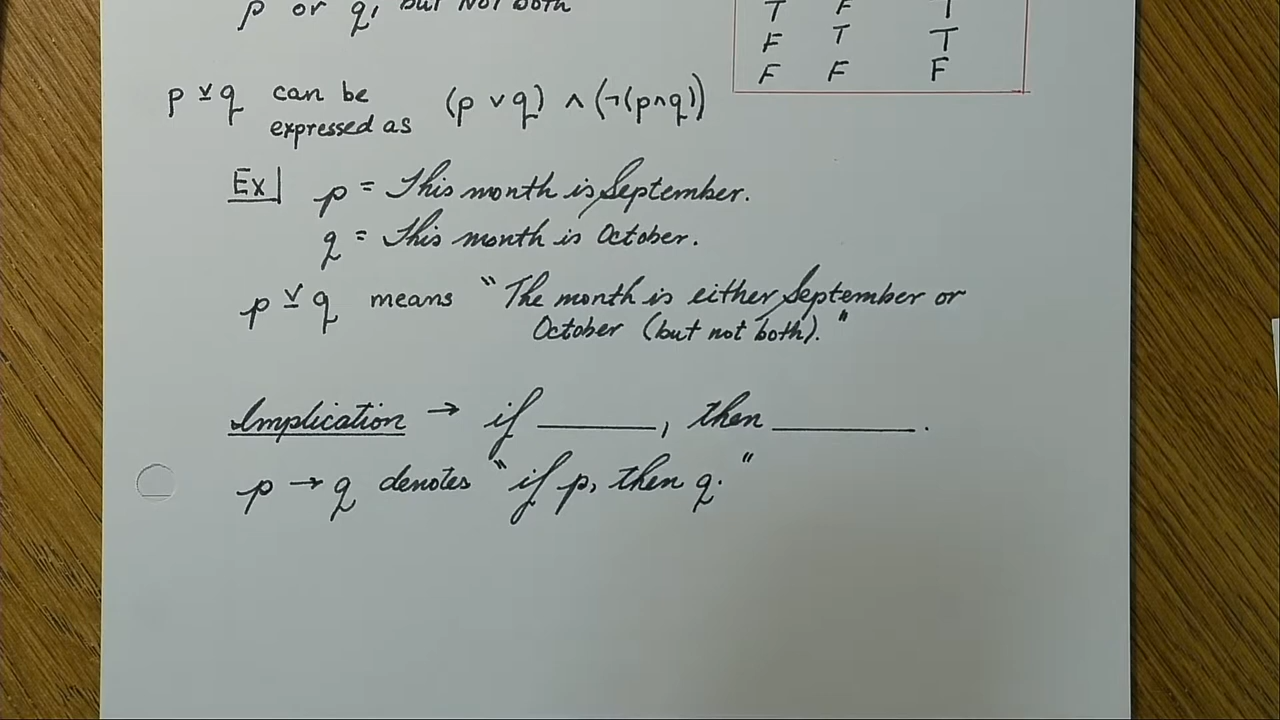 p or q, but not both
T F T
F T T
F F F
p ⊻ q can be expressed as (p ∨ q) ∧ (¬(p∧q))
Ex] p = This month is September.
q = This month is October.
p ⊻ q means "The month is either September or
October (but not both)."
Implication → if ______, then ______.
p → q denotes "if p, then q."